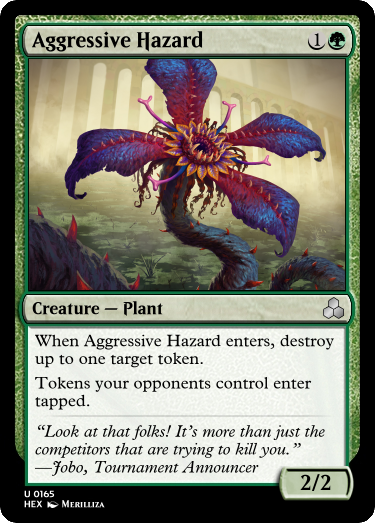 Aggressive Hazard 1
Creature — Plant
When Aggressive Hazard enters, destroy
up to one target token.
Tokens your opponents control enter
tapped.
“Look at that folks! It's more than just the
competitors that are trying to kill you.”
—Jobo, Tournament Announcer
2/2
U 0165
HEX Merilliza